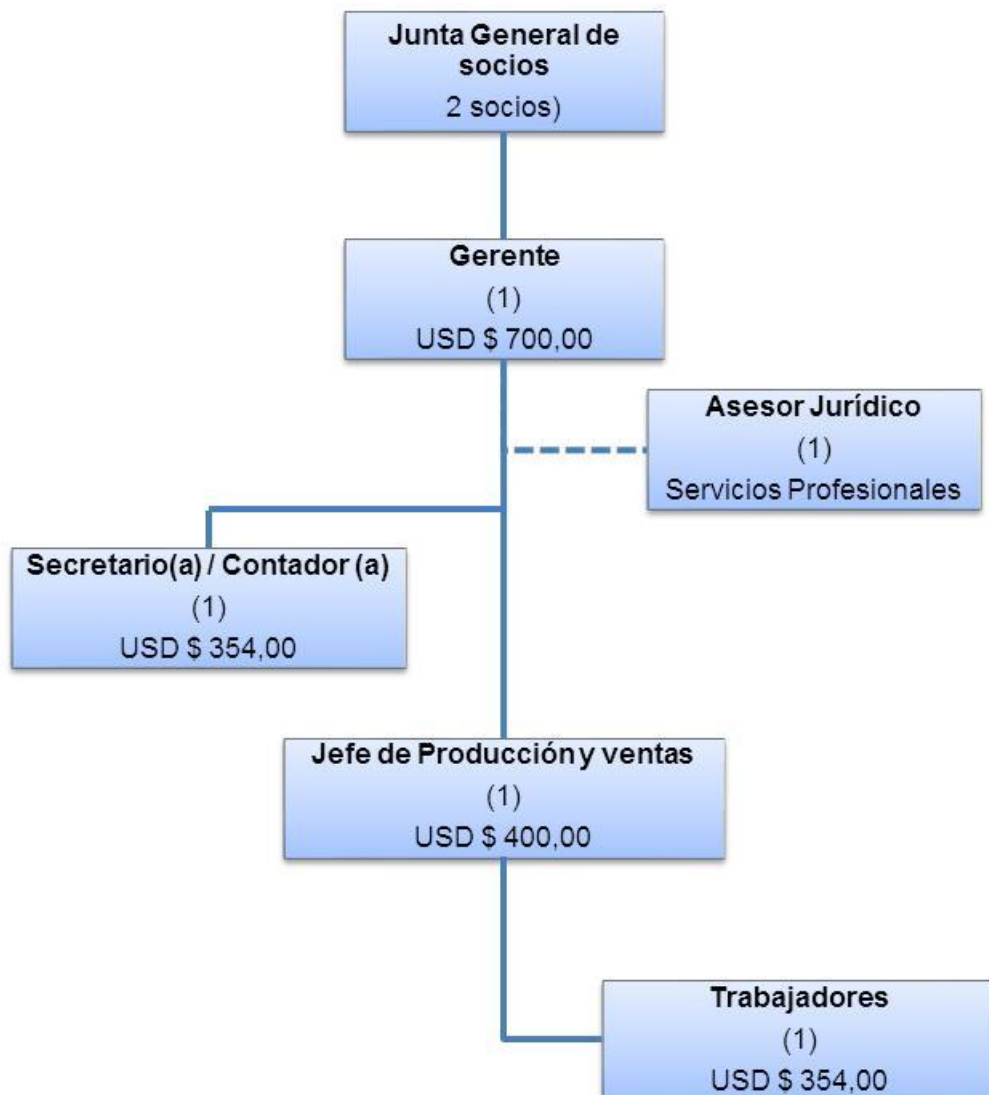 Junta General de
socios
2 socios)
Gerente
(1)
USD $ 700,00
Asesor Jurídico
(1)
Servicios Profesionales
Secretario(a) / Contador (a)
(1)
USD $ 354,00
Jefe de Producción y ventas
(1)
USD $ 400,00
Trabajadores
(1)
USD $ 354,00